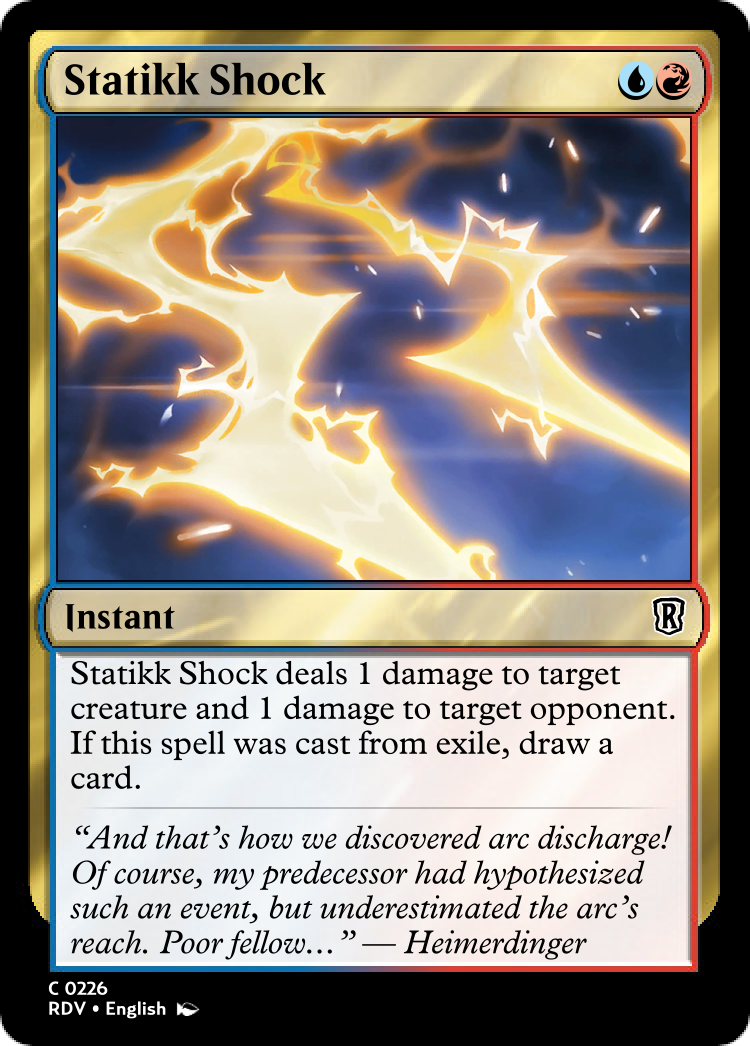 Statikk Shock
Instant
R
Statikk Shock deals 1 damage to target
creature and 1 damage to target opponent.
If this spell was cast from exile, draw a
card.
“And that’s how we discovered arc discharge!
Of course, my predecessor had hypothesized
such an event, but underestimated the arc’s
reach. Poor fellow…” — Heimerdinger
C 0226
RDV • English